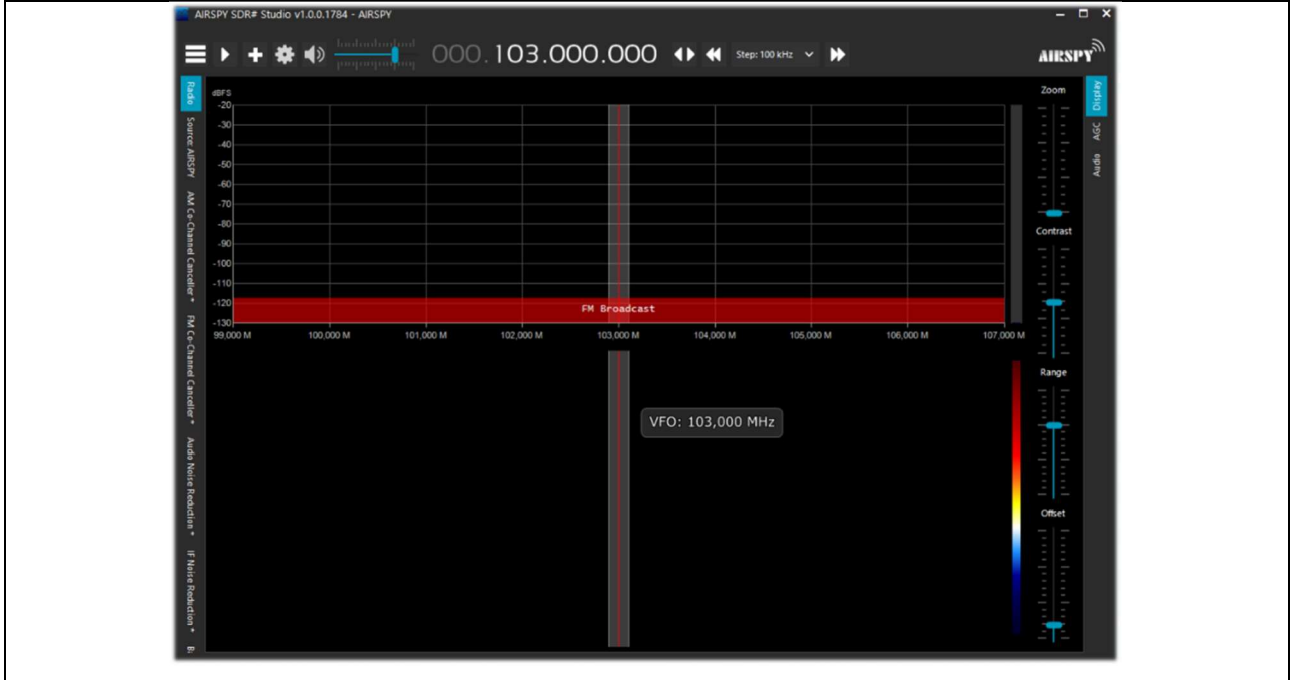 AIRSPY SDR# Studio v1.0.0.1784 - AIRSPY
000.103.000.000
Step: 100 kHz
AIRSPY
Radio
Source: AIRSPY
AM Co-Channel Canceller *
FM Co-Channel Canceller *
Audio Noise Reduction *
IF Noise Reduction *
dBFS
-20
-30
-40
-50
-60
-70
-80
-90
-100
-110
-120
-130
FM Broadcast
99,000 M 100,000 M 101,000 M 102,000 M 103,000 M 104,000 M 105,000 M 106,000 M 107,000 M
VFO: 103,000 MHz
Zoom
Contrast
Range
Offset
Display
AGC
Audio